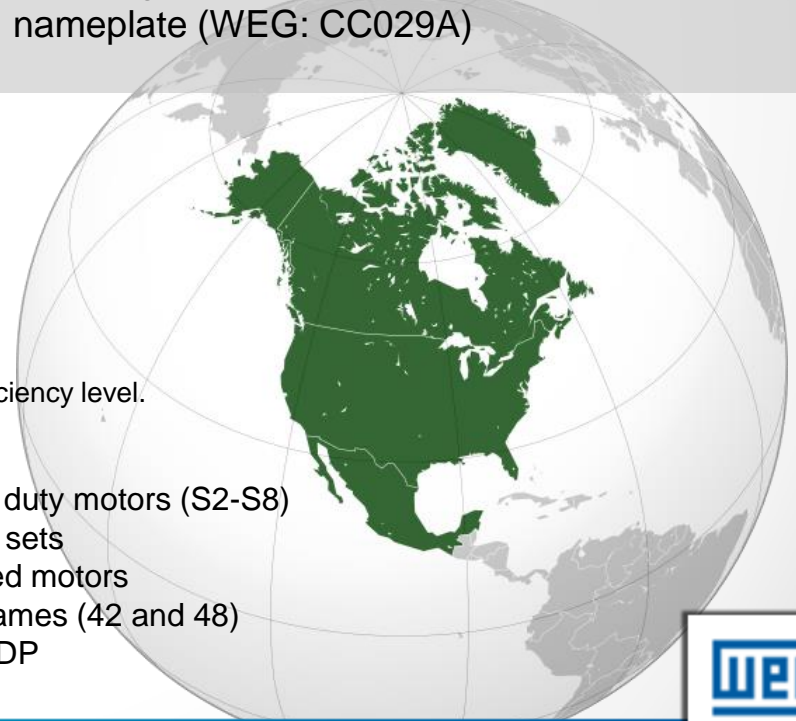 nameplate (WEG: CC029A)
ciency level.
duty motors (S2-S8)
sets
ed motors
ames (42 and 48)
DP